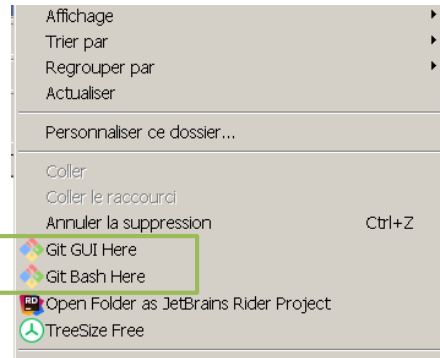 Affichage
Trier par
Regrouper par
Actualiser
Personnaliser ce dossier...
Coller
Coller le raccourci
Annuler la suppression Ctrl+Z
Git GUI Here
Git Bash Here
RD Open Folder as JetBrains Rider Project
TreeSize Free